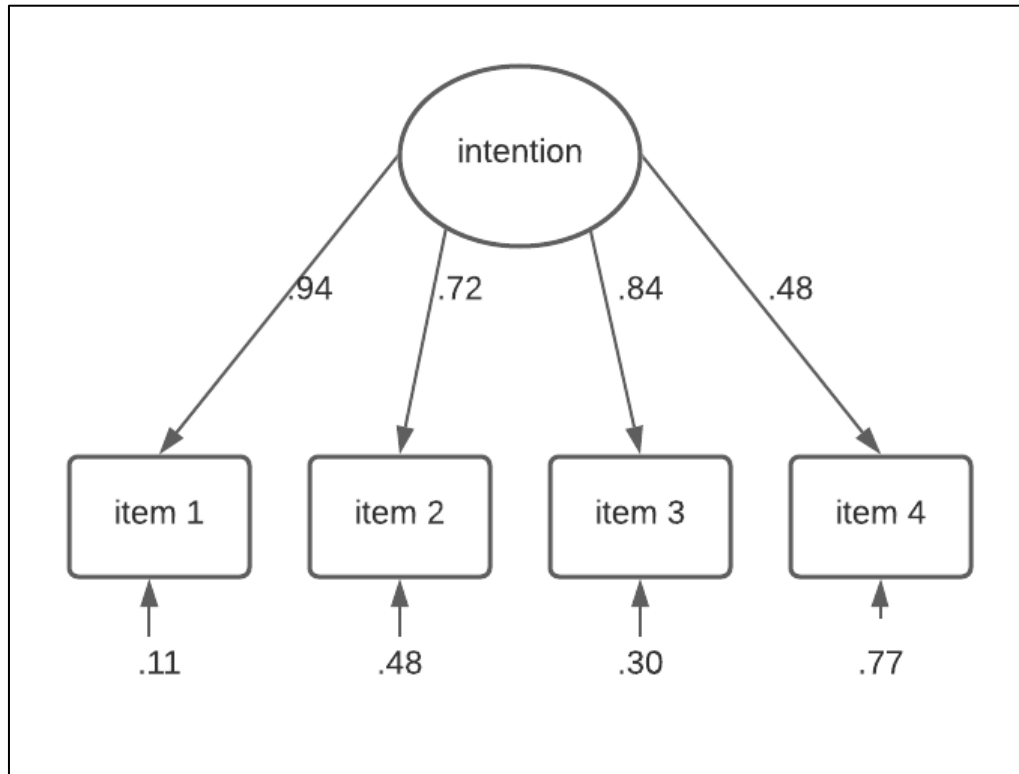 intention
.94
.72
.84
.48
item 1
item 2
item 3
item 4
.11
.48
.30
.77